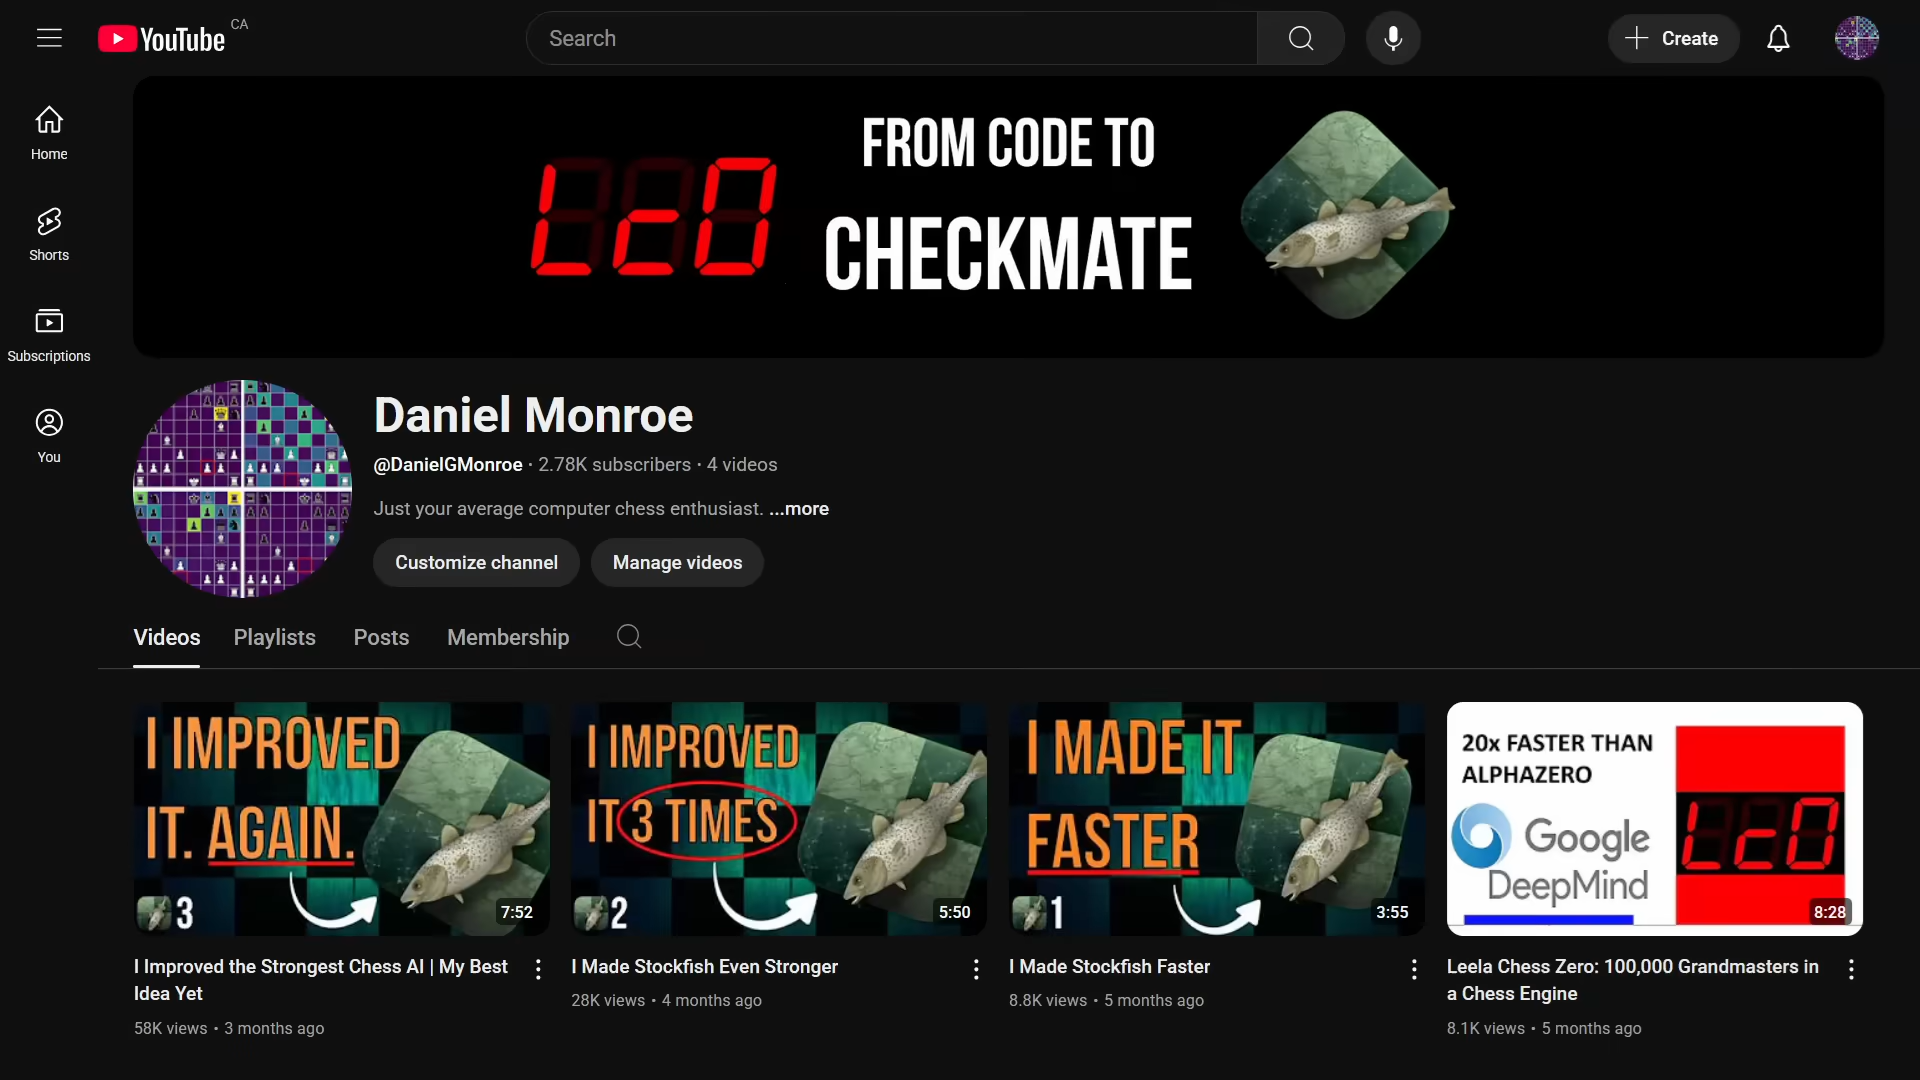 YouTube
CA
Search
Create
Home
Shorts
Subscriptions
You
Lc0
FROM CODE TO
CHECKMATE
Daniel Monroe
@DanielGMonroe · 2.78K subscribers · 4 videos
Just your average computer chess enthusiast. ...more
Customize channel
Manage videos
Videos
Playlists
Posts
Membership
I IMPROVED
IT. AGAIN.
3
7:52
I Improved the Strongest Chess AI | My Best
Idea Yet
58K views • 3 months ago
I IMPROVED
IT 3 TIMES
2
5:50
I Made Stockfish Even Stronger
28K views • 4 months ago
I MADE IT
FASTER
1
3:55
I Made Stockfish Faster
8.8K views • 5 months ago
20x FASTER THAN
ALPHAZERO
Google
DeepMind
Lc0
8:28
Leela Chess Zero: 100,000 Grandmasters in
a Chess Engine
8.1K views • 5 months ago